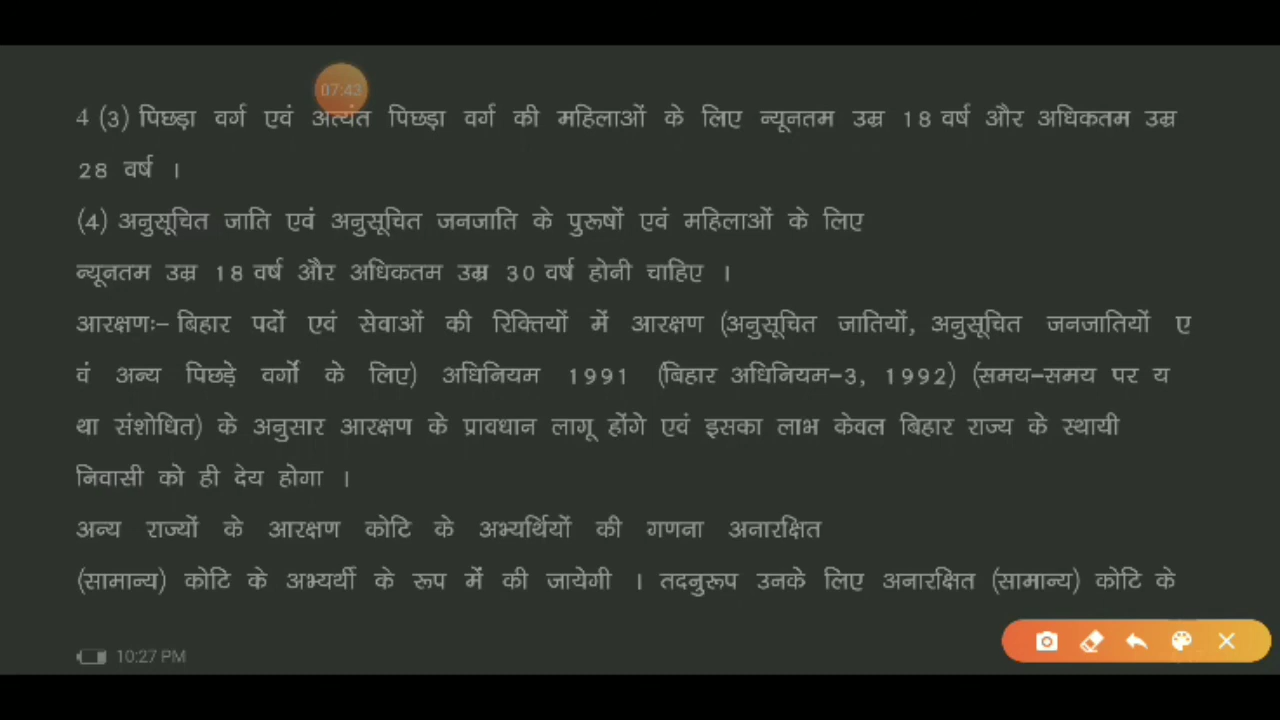 07:43
4 (3) पिछड़ा वर्ग एवं अत्यंत पिछड़ा वर्ग की महिलाओं के लिए न्यूनतम उम्र 18 वर्ष और अधिकतम उम्र
28 वर्ष ।
(4) अनुसूचित जाति एवं अनुसूचित जनजाति के पुरूषों एवं महिलाओं के लिए
न्यूनतम उम्र 18 वर्ष और अधिकतम उम्र 30 वर्ष होनी चाहिए ।
आरक्षणः– बिहार पदों एवं सेवाओं की रिक्तियों में आरक्षण (अनुसूचित जातियों, अनुसूचित जनजातियों ए
वं अन्य पिछड़े वर्गों के लिए) अधिनियम 1991 (बिहार अधिनियम–3, 1992) (समय–समय पर य
था संशोधित) के अनुसार आरक्षण के प्रावधान लागू होंगे एवं इसका लाभ केवल बिहार राज्य के स्थायी
निवासी को ही देय होगा ।
अन्य राज्यों के आरक्षण कोटि के अभ्यर्थियों की गणना अनारक्षित
(सामान्य) कोटि के अभ्यर्थी के रूप में की जायेगी । तदनुरूप उनके लिए अनारक्षित (सामान्य) कोटि के
10:27 PM